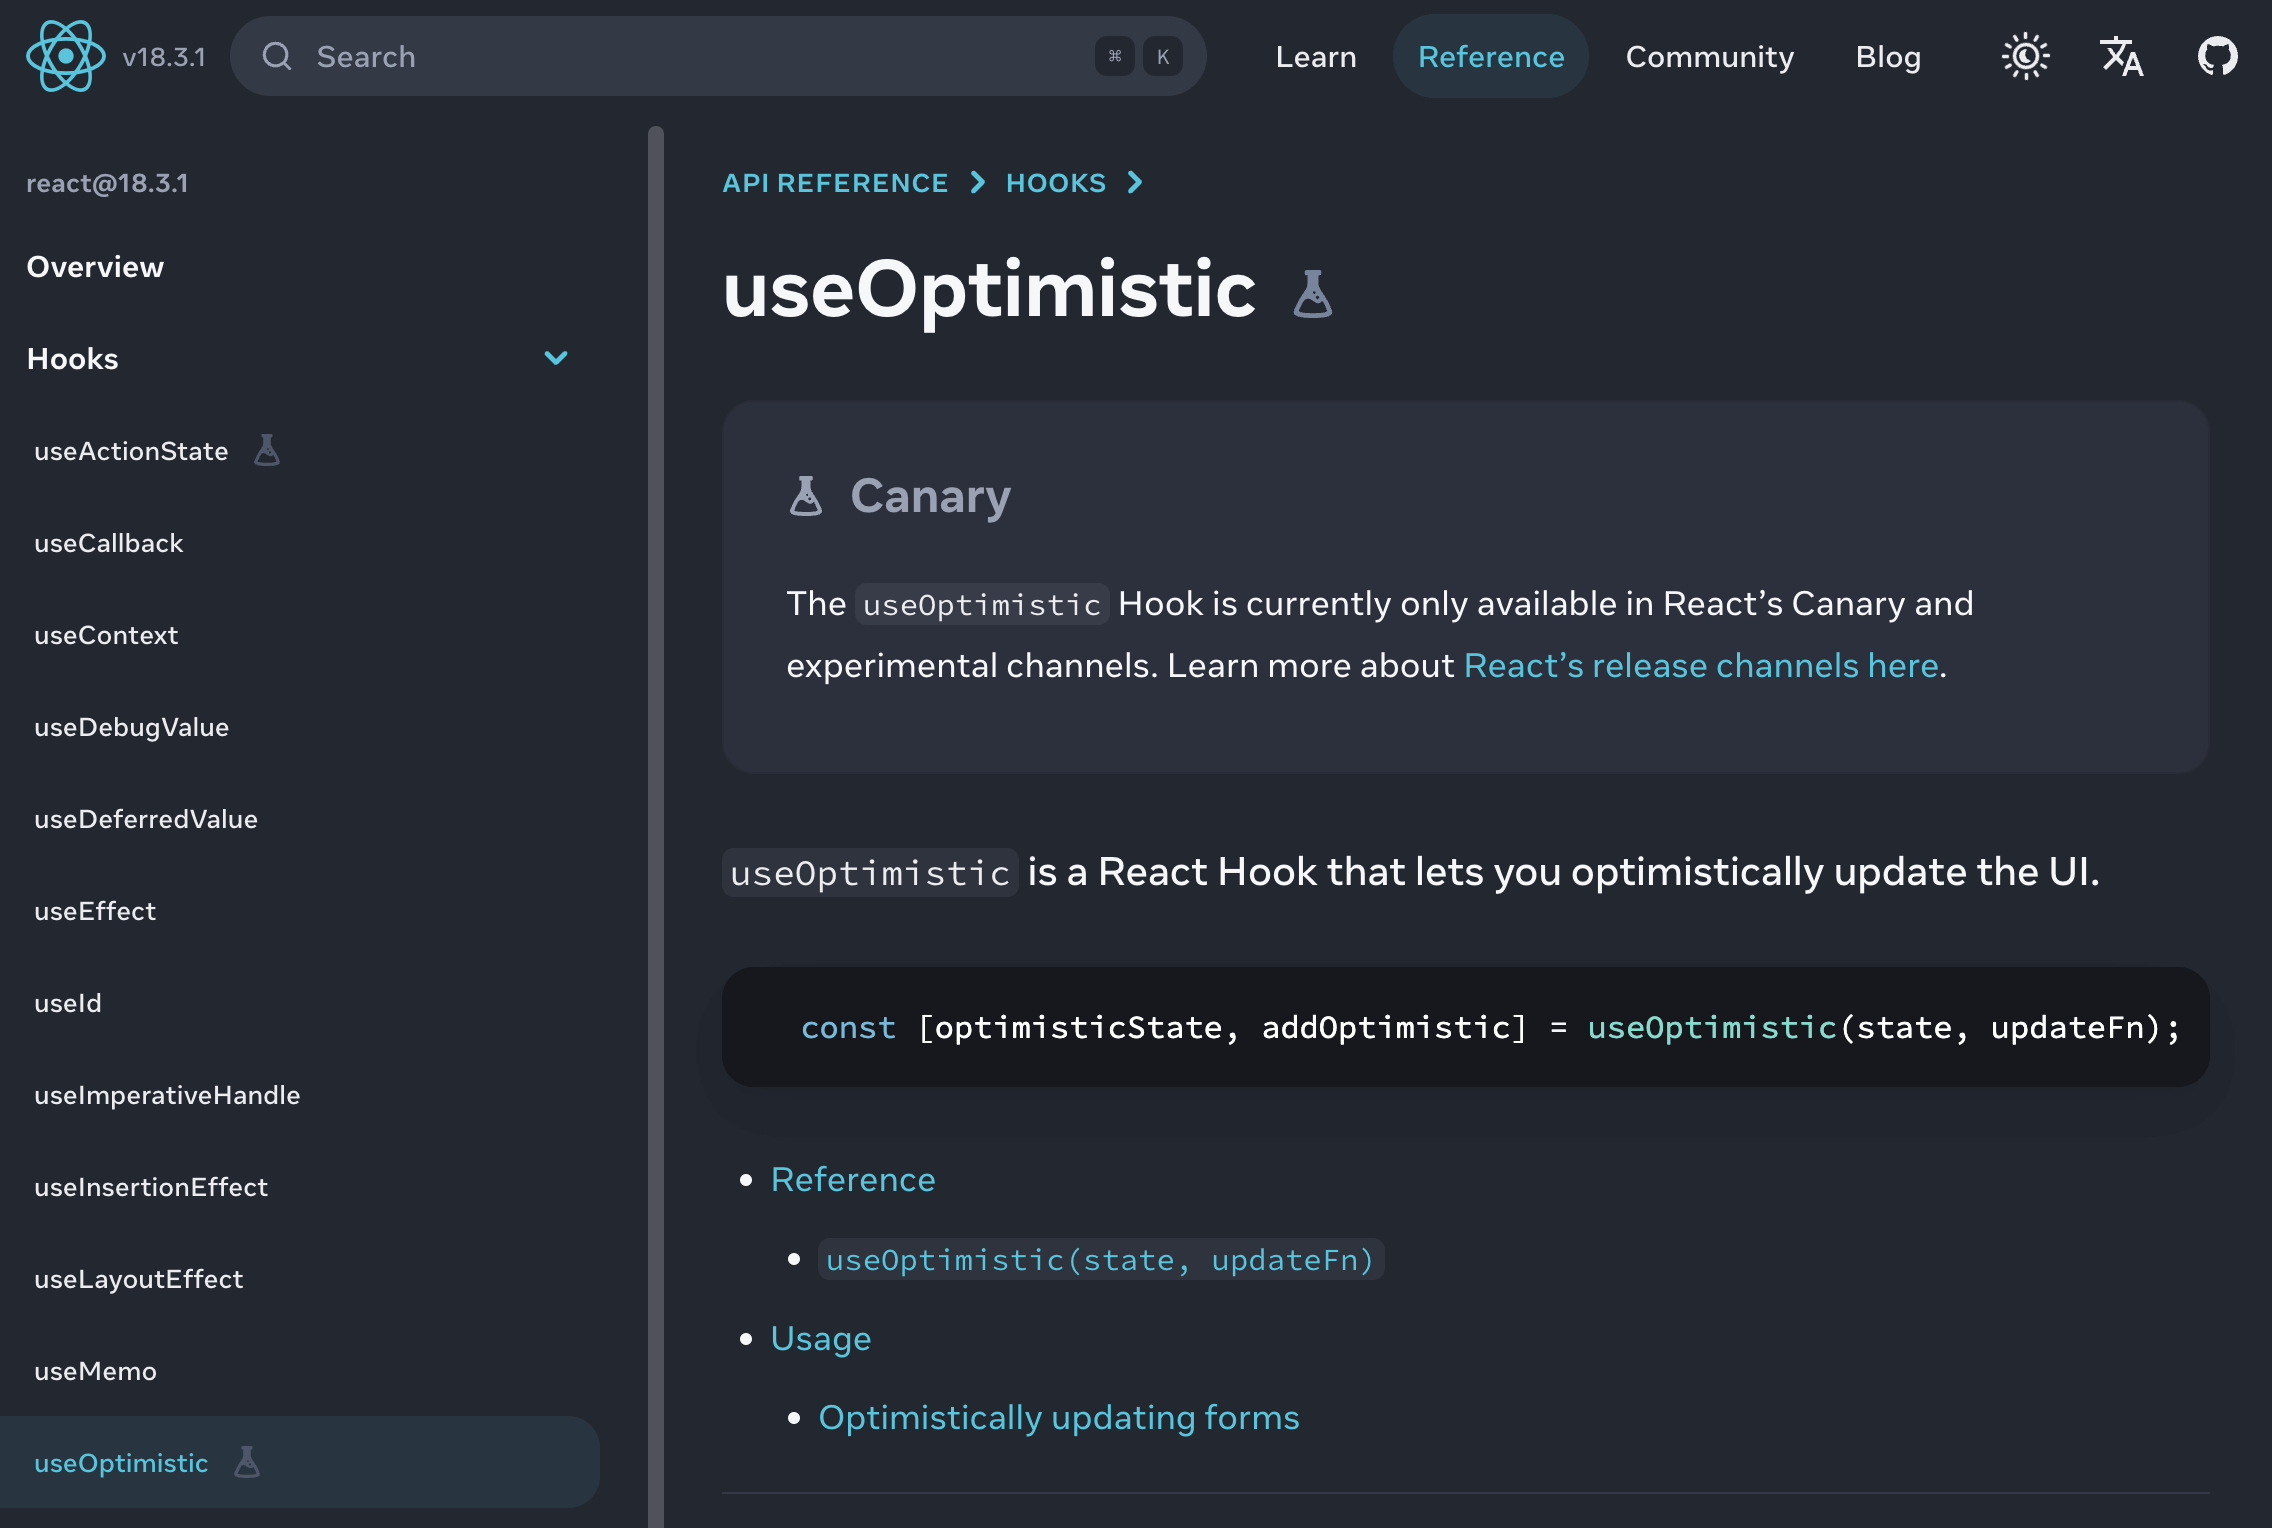 v18.3.1
Search
⌘ K
Learn
Reference
Community
Blog
react@18.3.1
Overview
Hooks
useActionState
useCallback
useContext
useDebugValue
useDeferredValue
useEffect
useId
useImperativeHandle
useInsertionEffect
useLayoutEffect
useMemo
useOptimistic
API REFERENCE > HOOKS >
useOptimistic
Canary
The useOptimistic Hook is currently only available in React’s Canary and
experimental channels. Learn more about React’s release channels here.
useOptimistic is a React Hook that lets you optimistically update the UI.
const [optimisticState, addOptimistic] = useOptimistic(state, updateFn);
• Reference
• useOptimistic(state, updateFn)
• Usage
• Optimistically updating forms